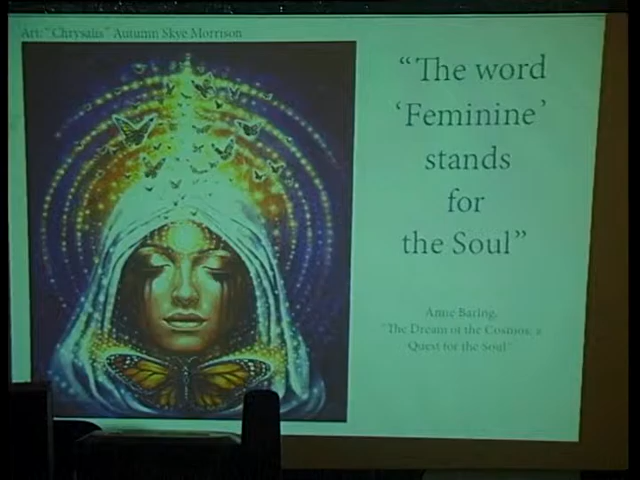 Art: "Chrysalis" Autumn Skye Morrison
"The word
'Feminine'
stands
for
the Soul"
Anne Baring,
"The Dream of the Cosmos, a
Quest for the Soul"